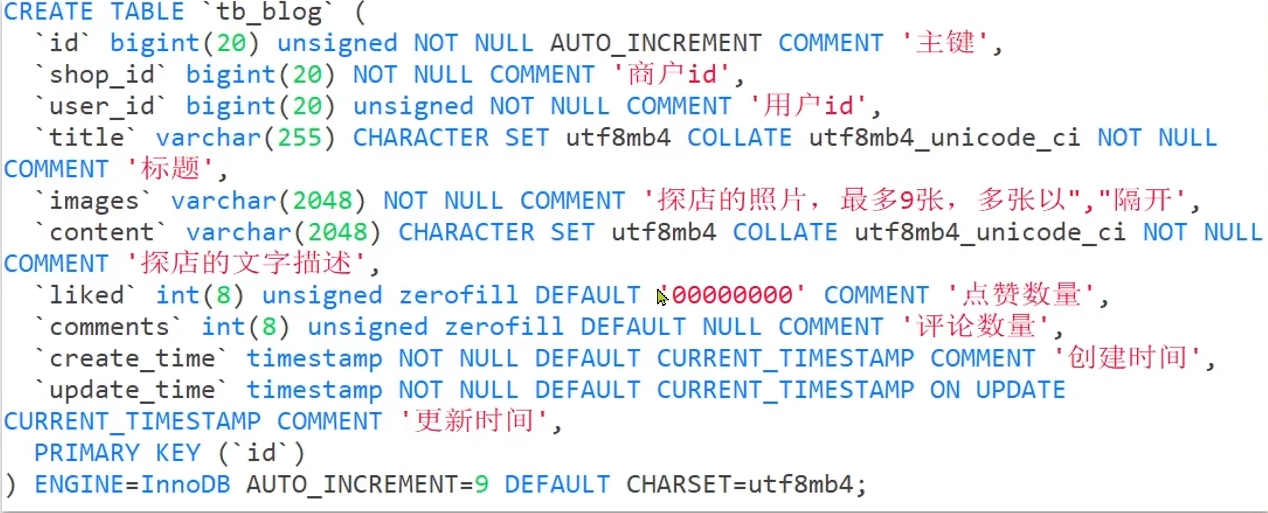 CREATE TABLE `tb_blog` (
  `id` bigint(20) unsigned NOT NULL AUTO_INCREMENT COMMENT '主键',
  `shop_id` bigint(20) NOT NULL COMMENT '商户id',
  `user_id` bigint(20) unsigned NOT NULL COMMENT '用户id',
  `title` varchar(255) CHARACTER SET utf8mb4 COLLATE utf8mb4_unicode_ci NOT NULL
COMMENT '标题',
  `images` varchar(2048) NOT NULL COMMENT '探店的照片，最多9张，多张以","隔开',
  `content` varchar(2048) CHARACTER SET utf8mb4 COLLATE utf8mb4_unicode_ci NOT NULL
COMMENT '探店的文字描述',
  `liked` int(8) unsigned zerofill DEFAULT '00000000' COMMENT '点赞数量',
  `comments` int(8) unsigned zerofill DEFAULT NULL COMMENT '评论数量',
  `create_time` timestamp NOT NULL DEFAULT CURRENT_TIMESTAMP COMMENT '创建时间',
  `update_time` timestamp NOT NULL DEFAULT CURRENT_TIMESTAMP ON UPDATE
CURRENT_TIMESTAMP COMMENT '更新时间',
  PRIMARY KEY (`id`)
) ENGINE=InnoDB AUTO_INCREMENT=9 DEFAULT CHARSET=utf8mb4;